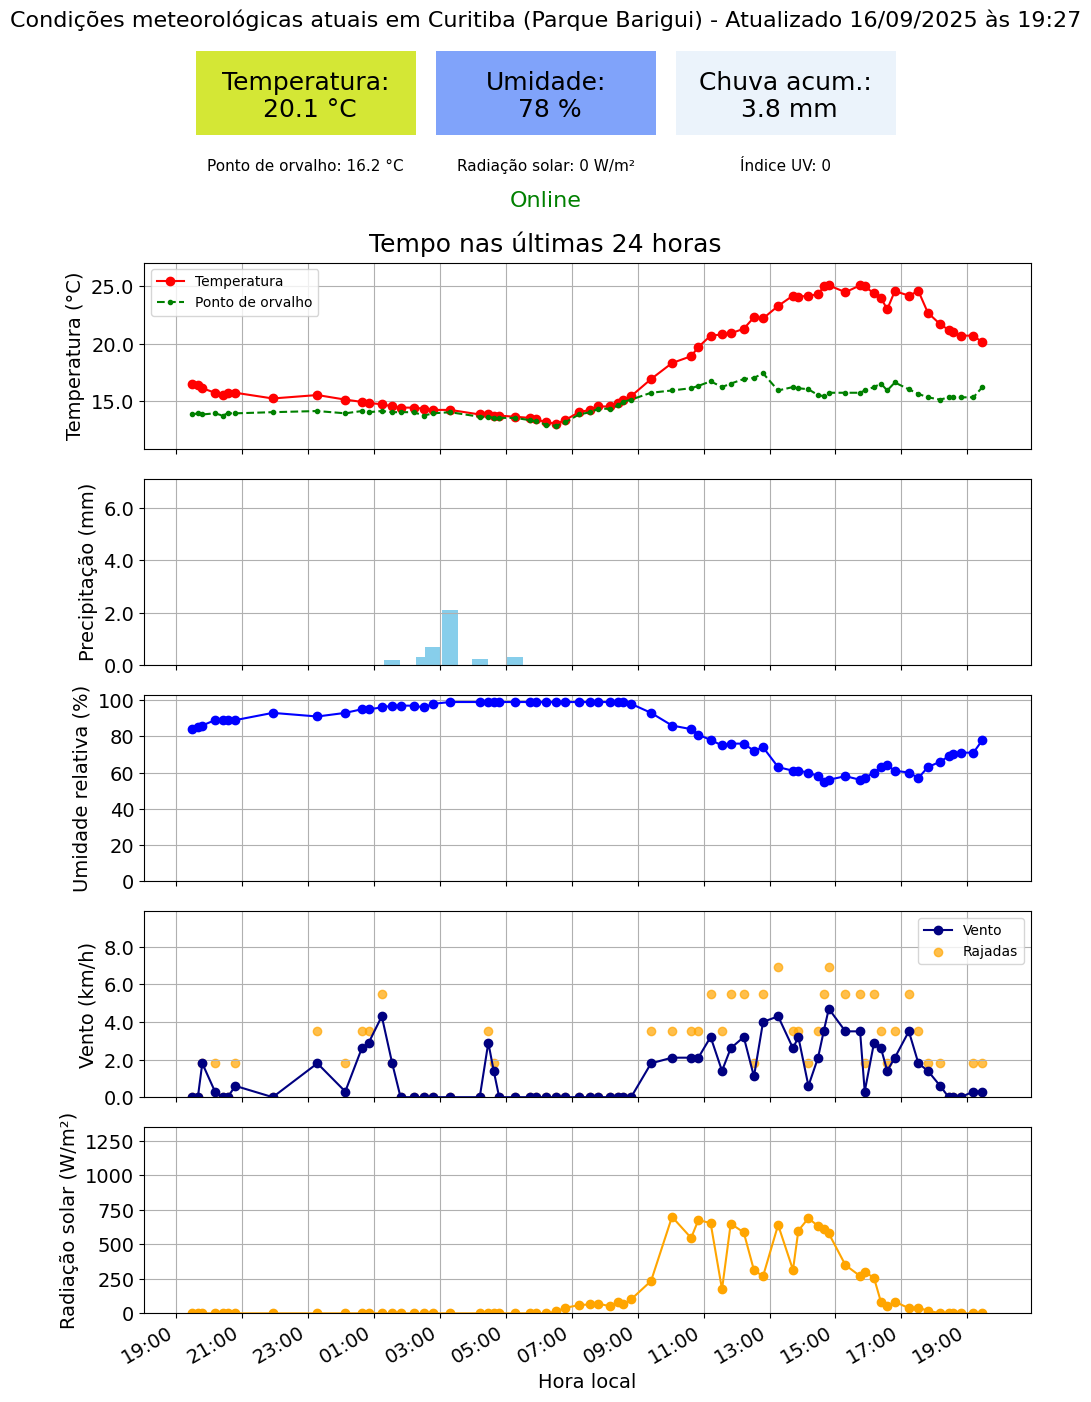 Condições meteorológicas atuais em Curitiba (Parque Barigui) - Atualizado 16/09/2025 às 19:27
Temperatura:
20.1 °C
Umidade:
78 %
Chuva acum.:
3.8 mm
Ponto de orvalho: 16.2 °C
Radiação solar: 0 W/m²
Índice UV: 0
Online
Tempo nas últimas 24 horas
Temperatura (°C)
25.0
20.0
15.0
Temperatura
Ponto de orvalho
Precipitação (mm)
6.0
4.0
2.0
0.0
Umidade relativa (%)
100
80
60
40
20
0
Vento (km/h)
8.0
6.0
4.0
2.0
0.0
Vento
Rajadas
Radiação solar (W/m²)
1250
1000
750
500
250
0
19:00
21:00
23:00
01:00
03:00
05:00
07:00
09:00
11:00
13:00
15:00
17:00
19:00
Hora local